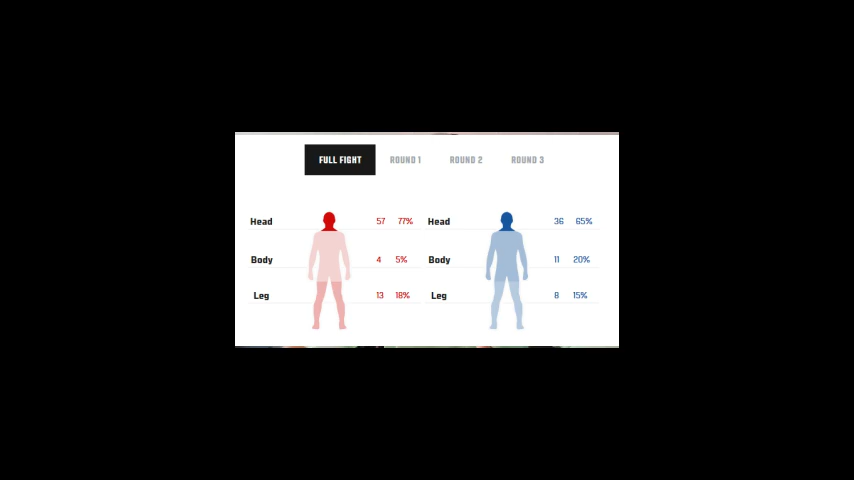 FULL FIGHT ROUND 1 ROUND 2 ROUND 3
Head 57 77% Head 36 65%
Body 4 5% Body 11 20%
Leg 13 18% Leg 8 15%